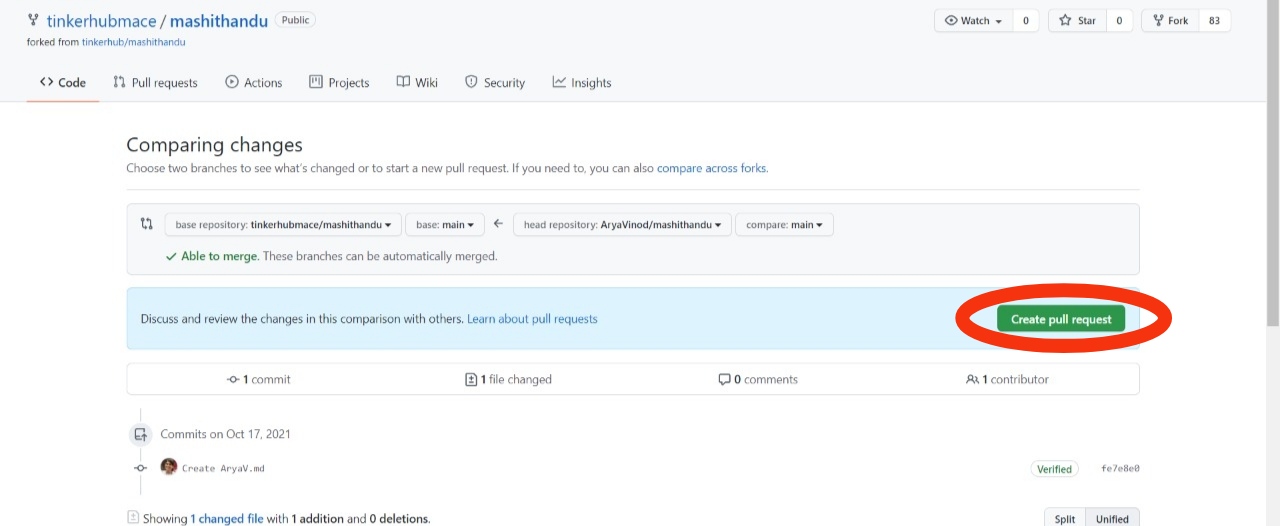 tinkerhubmace / mashithandu Public Watch 0 Star 0 Fork 83
forked from tinkerhub/mashithandu
Code Pull requests Actions Projects Wiki Security Insights
Comparing changes
Choose two branches to see what's changed or to start a new pull request. If you need to, you can also compare across forks.
base repository: tinkerhubmace/mashithandu base: main head repository: AryaVinod/mashithandu compare: main
Able to merge. These branches can be automatically merged.
Discuss and review the changes in this comparison with others. Learn about pull requests Create pull request
1 commit 1 file changed 0 comments 1 contributor
Commits on Oct 17, 2021
Create AryaV.md Verified fe7e8e0
Showing 1 changed file with 1 addition and 0 deletions. Split Unified